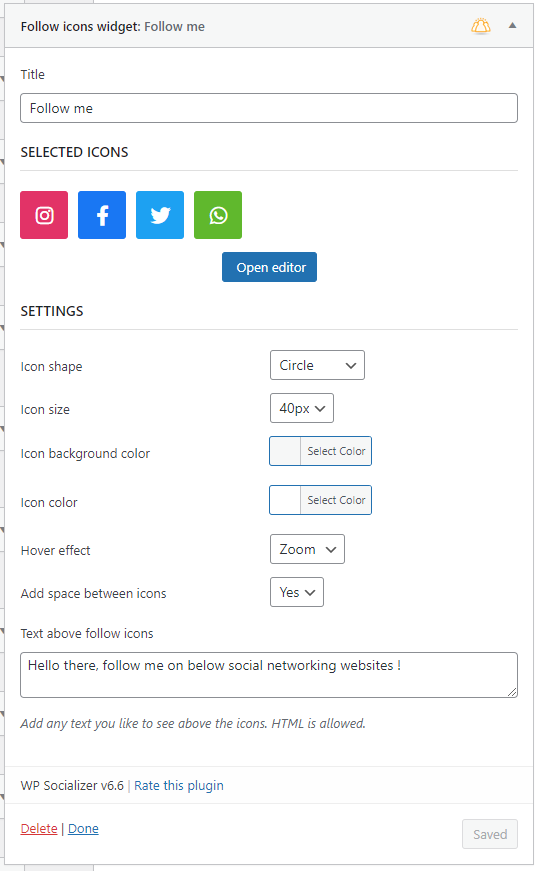 Follow icons widget: Follow me
Title
Follow me
SELECTED ICONS
Open editor
SETTINGS
Icon shape
Circle
Icon size
40px
Icon background color
Select Color
Icon color
Select Color
Hover effect
Zoom
Add space between icons
Yes
Text above follow icons
Hello there, follow me on below social networking websites !
Add any text you like to see above the icons. HTML is allowed.
WP Socializer v6.6 | Rate this plugin
Delete | Done
Saved